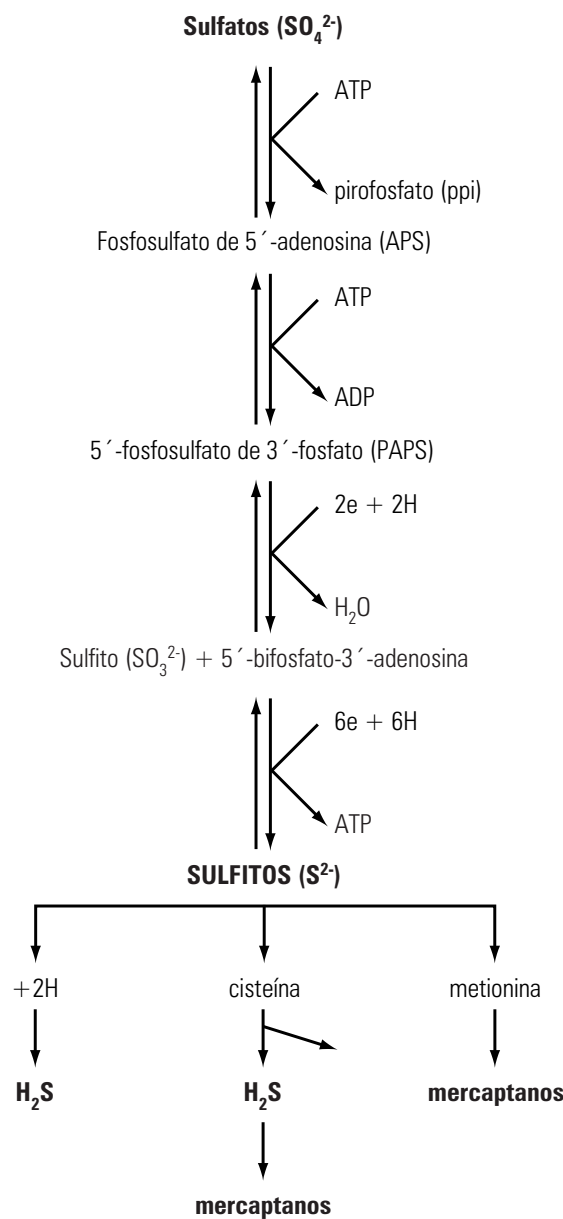 Sulfatos (SO₄²⁻)
ATP
pirofosfato (ppi)
Fosfosulfato de 5´-adenosina (APS)
ATP
ADP
5´-fosfosulfato de 3´-fosfato (PAPS)
2e + 2H
H₂O
Sulfito (SO₃²⁻) + 5´-bifosfato-3´-adenosina
6e + 6H
ATP
SULFITOS (S²⁻)
+2H cisteína metionina
H₂S H₂S mercaptanos
mercaptanos